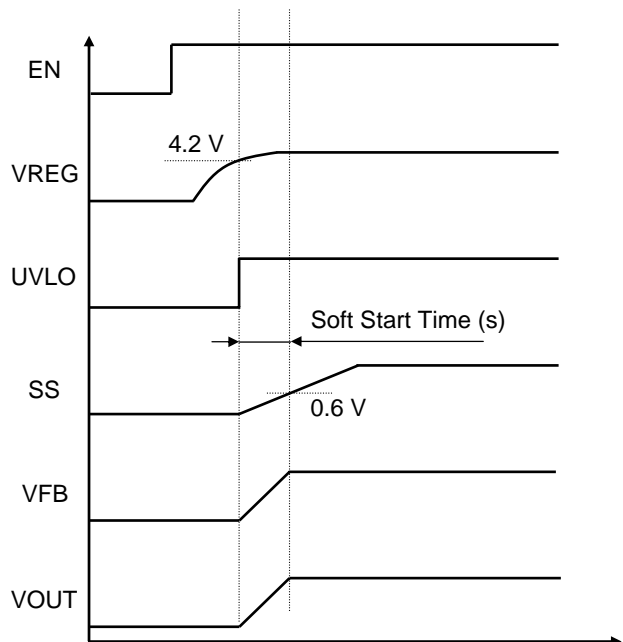 EN
4.2 V
VREG
UVLO
Soft Start Time (s)
SS
0.6 V
VFB
VOUT